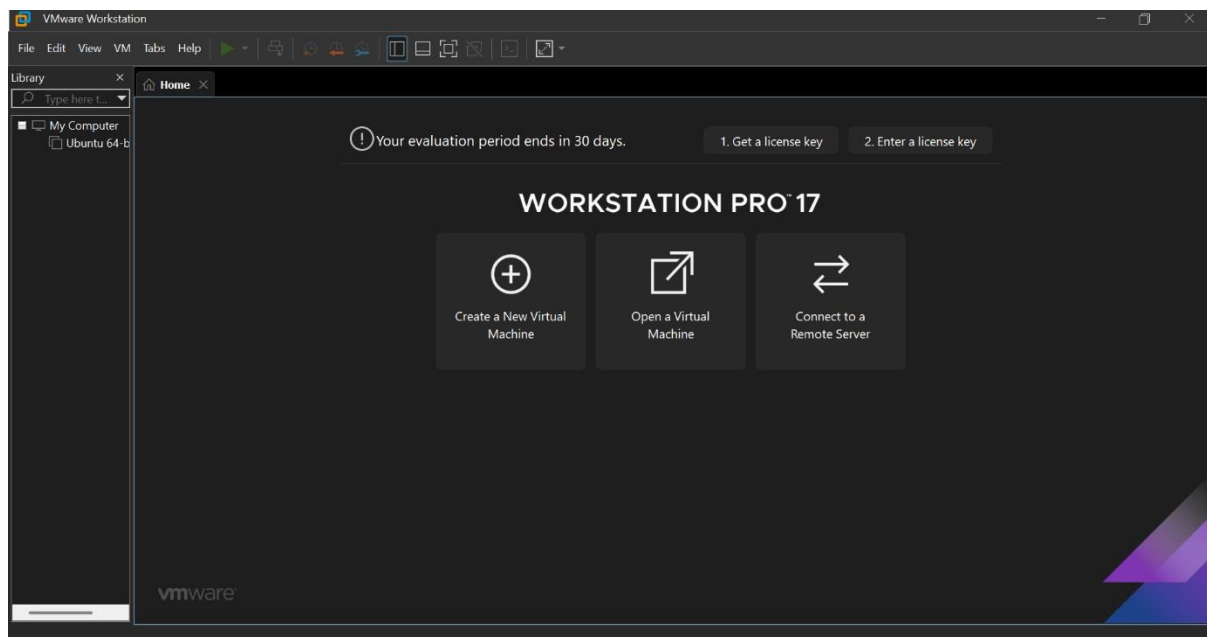 VMware Workstation
File Edit View VM Tabs Help
Library
Type here t...
Home
My Computer
Ubuntu 64-b
Your evaluation period ends in 30 days.
1. Get a license key
2. Enter a license key
WORKSTATION PRO™ 17
Create a New Virtual
Machine
Open a Virtual
Machine
Connect to a
Remote Server
vmware